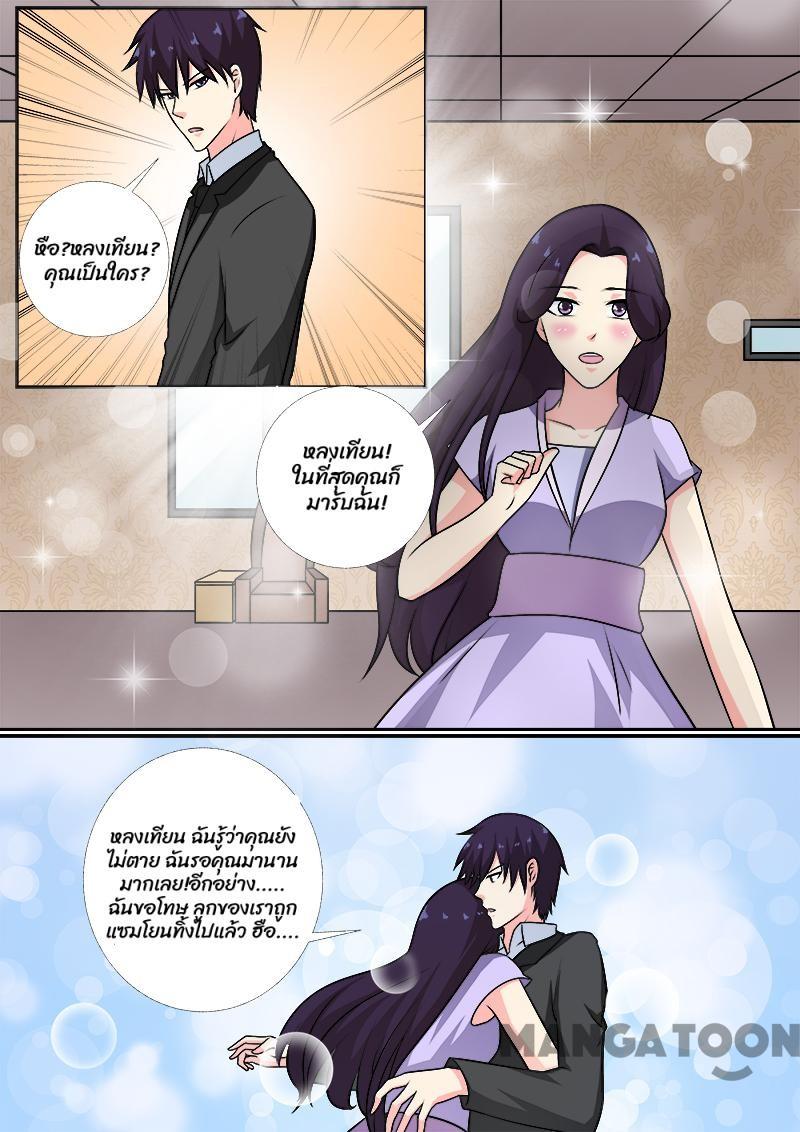 หือ?หลงเทียน?
คุณเป็นใคร?
หลงเทียน!
ในที่สุดคุณก็
มารับฉัน!
หลงเทียน ฉันรู้ว่าคุณยัง
ไม่ตาย ฉันรอคุณมานาน
มากเลย!อีกอย่าง.....
ฉันขอโทษ ลูกของเราถูก
แซมโยนทิ้งไปแล้ว ฮือ....
MANGATOON